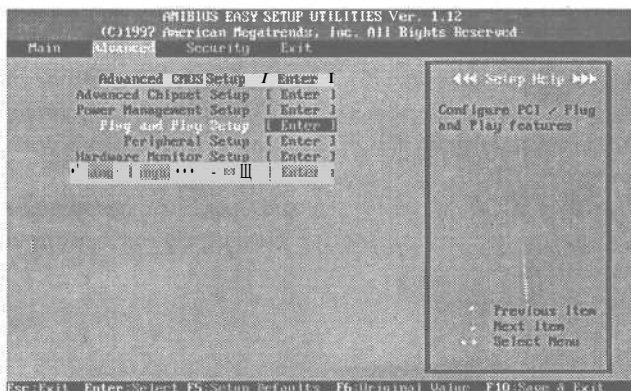 AMIBIOS EASY SETUP UTILITIES Ver. 1.12
(C)1997 American Megatrends, Inc. All Rights Reserved
Main Advanced Security Exit
Advanced CMOS Setup [ Enter ]
Advanced Chipset Setup [ Enter ]
Power Management Setup [ Enter ]
Plug and Play Setup [ Enter ]
Peripheral Setup [ Enter ]
Hardware Monitor Setup [ Enter ]
Enter
◄◄◄ Setup Help ►►►
Configure PCI / Plug
and Play features
Previous Item
Next Item
Select Menu
Esc:Exit Enter:Select F5:Setup Defaults F6:Original Value F10:Save & Exit